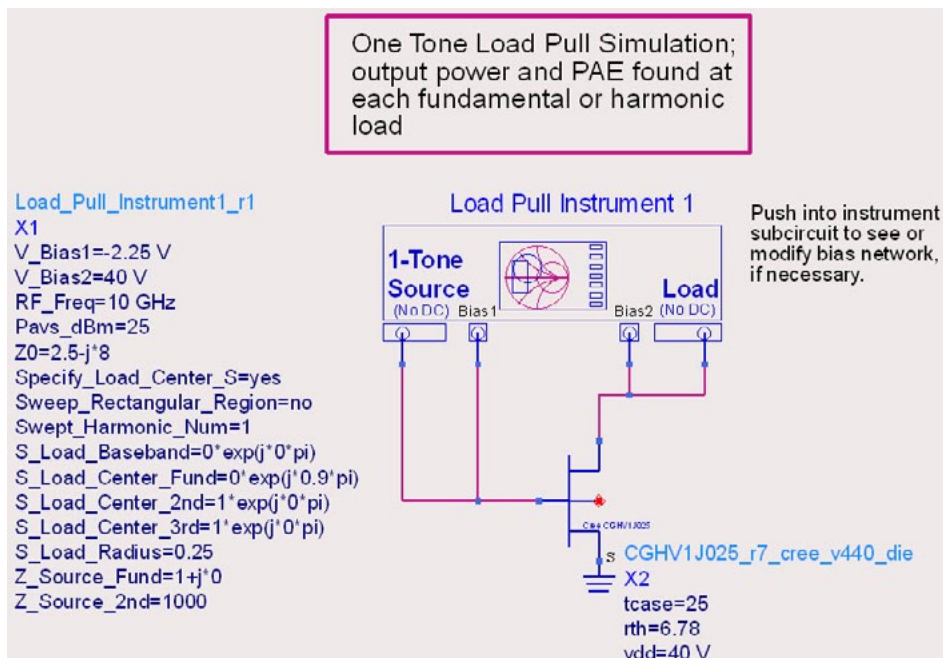 One Tone Load Pull Simulation;
output power and PAE found at
each fundamental or harmonic
load
Load_Pull_Instrument1_r1
X1
V_Bias1=-2.25 V
V_Bias2=40 V
RF_Freq=10 GHz
Pavs_dBm=25
Z0=2.5-j*8
Specify_Load_Center_S=yes
Sweep_Rectangular_Region=no
Swept_Harmonic_Num=1
S_Load_Baseband=0*exp(j*0*pi)
S_Load_Center_Fund=0*exp(j*0.9*pi)
S_Load_Center_2nd=1*exp(j*0*pi)
S_Load_Center_3rd=1*exp(j*0*pi)
S_Load_Radius=0.25
Z_Source_Fund=1+j*0
Z_Source_2nd=1000
Load Pull Instrument 1
1-Tone
Source
(No DC)
Bias1
Bias2
Load
(No DC)
Push into instrument
subcircuit to see or
modify bias network,
if necessary.
Cree CGHV1J025
S
CGHV1J025_r7_cree_v440_die
X2
tcase=25
rth=6.78
vdd=40 V